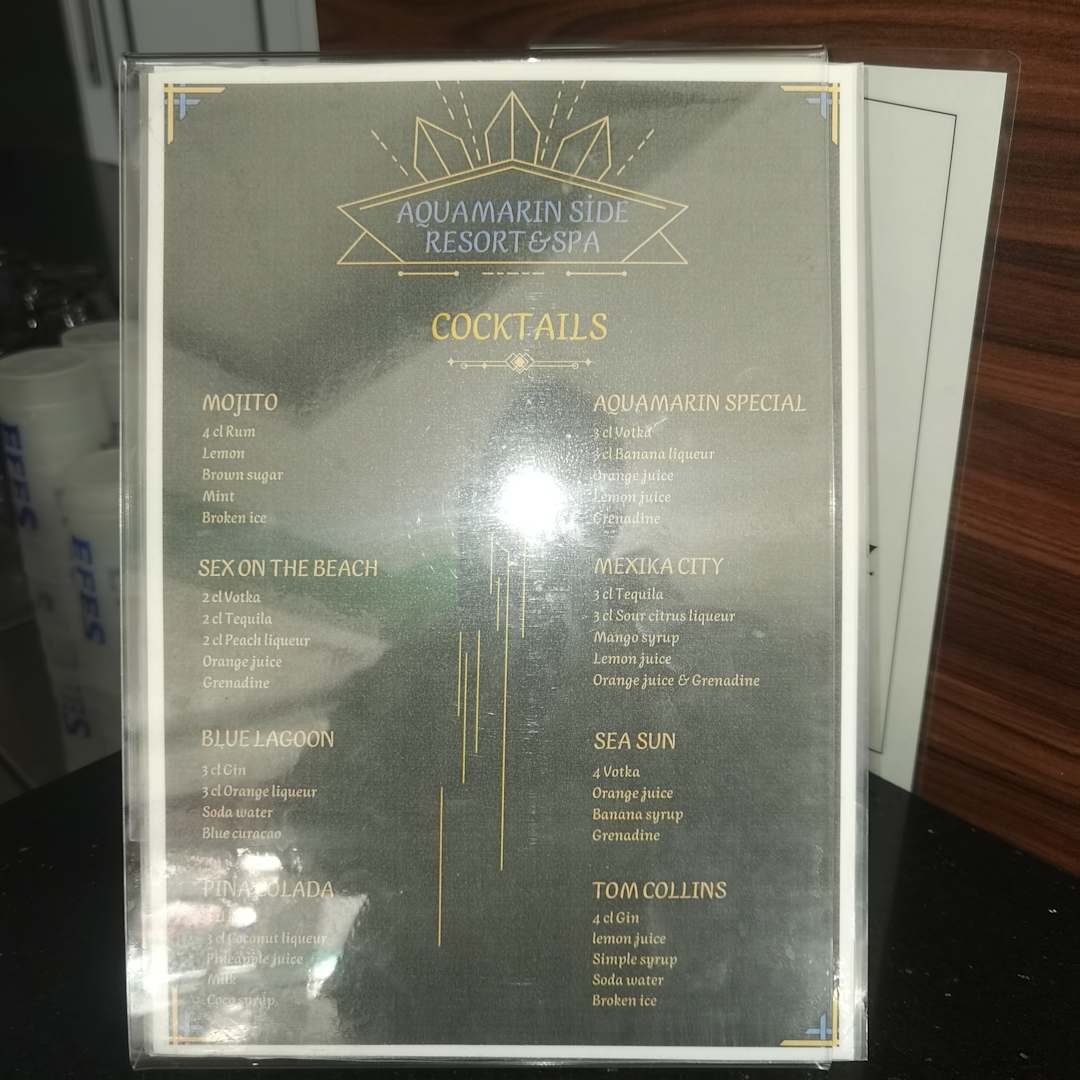 AQUAMARIN SİDE
RESORT&SPA
COCKTAILS
MOJITO
4 cl Rum
Lemon
Brown sugar
Mint
Broken ice
SEX ON THE BEACH
2 cl Votka
2 cl Tequila
2 cl Peach liqueur
Orange juice
Grenadine
BLUE LAGOON
3 cl Gin
3 cl Orange liqueur
Soda water
Blue curaçao
PINA COLADA
3 cl Coconut liqueur
Pineapple juice
Milk
Coco syrup
AQUAMARIN SPECIAL
3 cl Votka
3 cl Banana liqueur
Orange juice
Lemon juice
Grenadine
MEXIKA CITY
3 cl Tequila
3 cl Sour citrus liqueur
Mango syrup
Lemon juice
Orange juice & Grenadine
SEA SUN
4 Votka
Orange juice
Banana syrup
Grenadine
TOM COLLINS
4 cl Gin
lemon juice
Simple syrup
Soda water
Broken ice
EFES
EFES
EFES